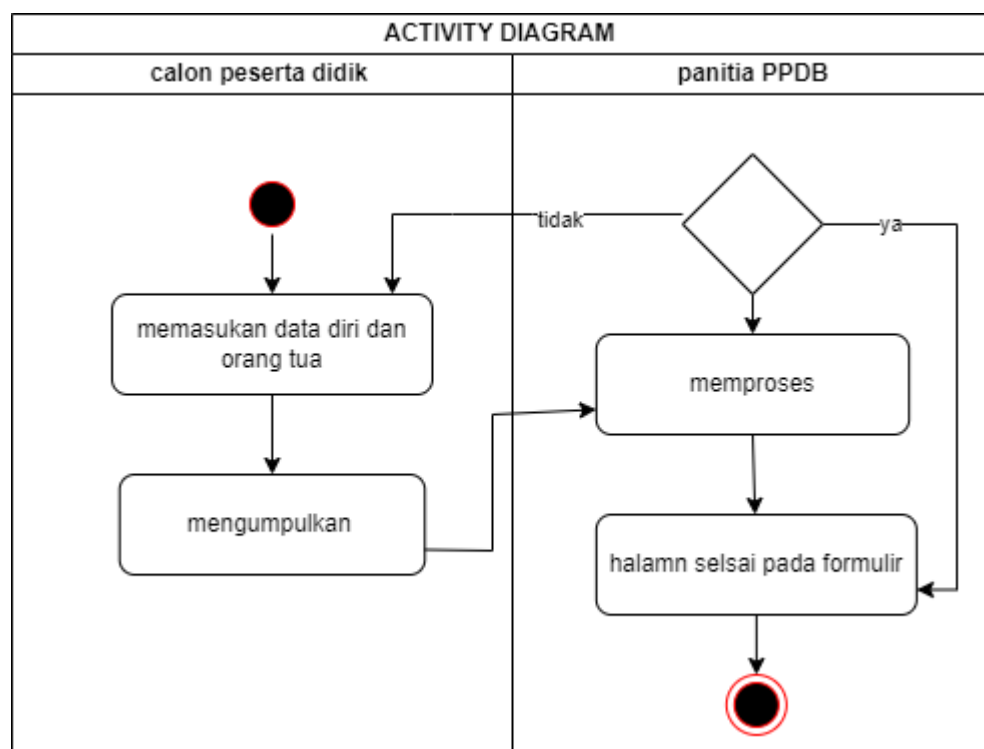 ACTIVITY DIAGRAM
calon peserta didik
panitia PPDB
tidak
ya
memasukan data diri dan
orang tua
memproses
mengumpulkan
halamn selsai pada formulir